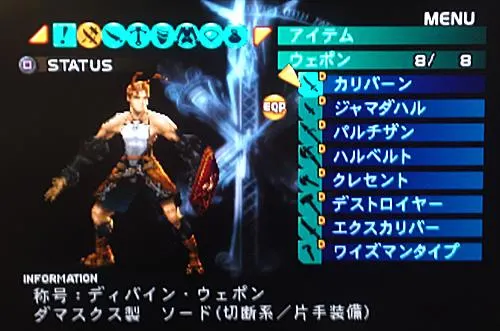 MENU
アイテム
STATUS
ウェポン 8/ 8
カリバーン
ジャマダハル
EQP
パルチザン
ハルベルト
クレセント
デストロイヤー
エクスカリバー
ワイズマンタイプ
INFORMATION
称号:ディバイン・ウェポン
ダマスクス製 ソード(切断系/片手装備)